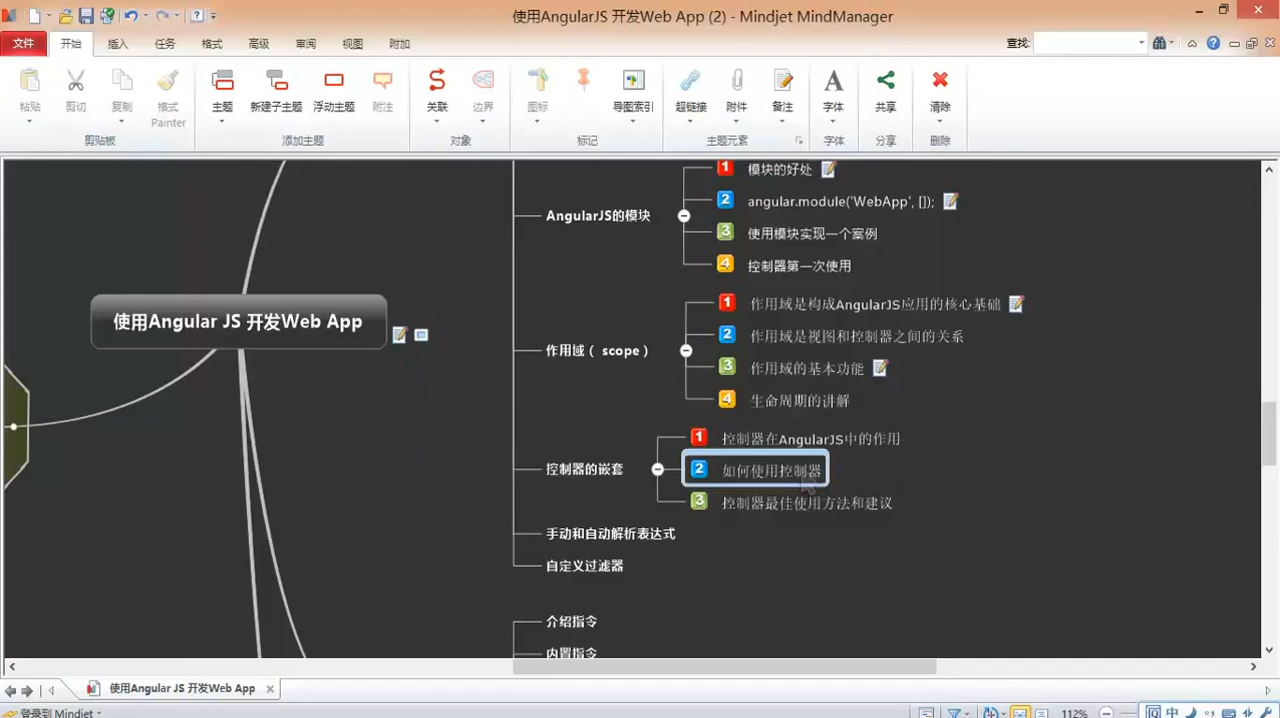 使用AngularJS 开发Web App (2) - Mindjet MindManager
文件 开始 插入 任务 格式 高级 审阅 视图 附加 查找:
粘贴 剪切 复制 格式 Painter 主题 新建子主题 浮动主题 附注 关联 边界 图标 导图索引 超链接 附件 备注 字体 共享 清除
剪贴板 添加主题 对象 标记 主题元素 字体 分享 删除
使用Angular JS 开发Web App
AngularJS的模块
1 模块的好处
2 angular.module('WebApp', []);
3 使用模块实现一个案例
4 控制器第一次使用
作用域（ scope）
1 作用域是构成AngularJS应用的核心基础
2 作用域是视图和控制器之间的关系
3 作用域的基本功能
4 生命周期的讲解
控制器的嵌套
1 控制器在AngularJS中的作用
2 如何使用控制器
3 控制器最佳使用方法和建议
手动和自动解析表达式
自定义过滤器
介绍指令
内置指令
使用Angular JS 开发Web App
登录到 Mindjet 112% 中